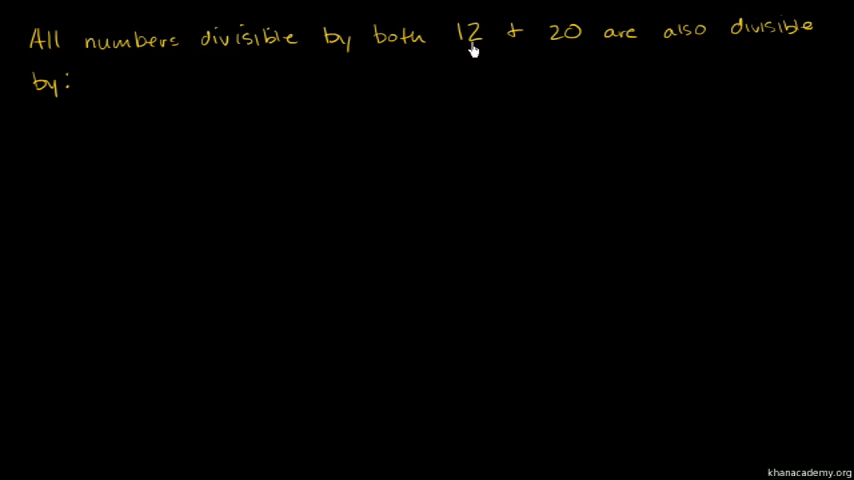 All numbers divisible by both 12 + 20 are also divisible
by:
khanacademy.org